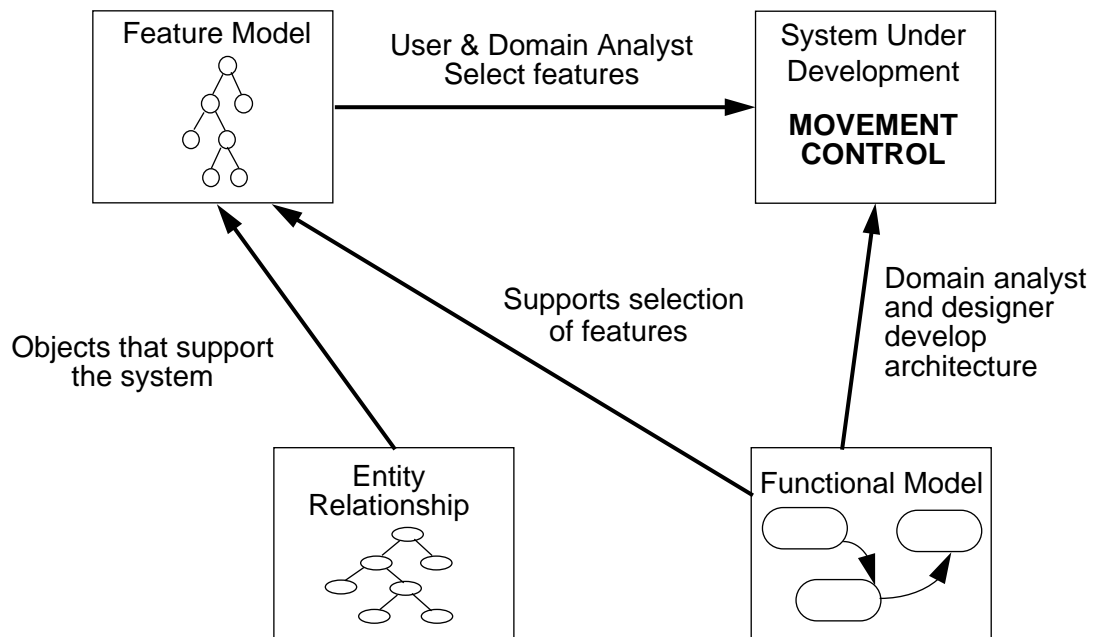 Feature Model
User & Domain Analyst
Select features
System Under
Development
MOVEMENT
CONTROL
Objects that support
the system
Supports selection
of features
Domain analyst
and designer
develop
architecture
Entity
Relationship
Functional Model